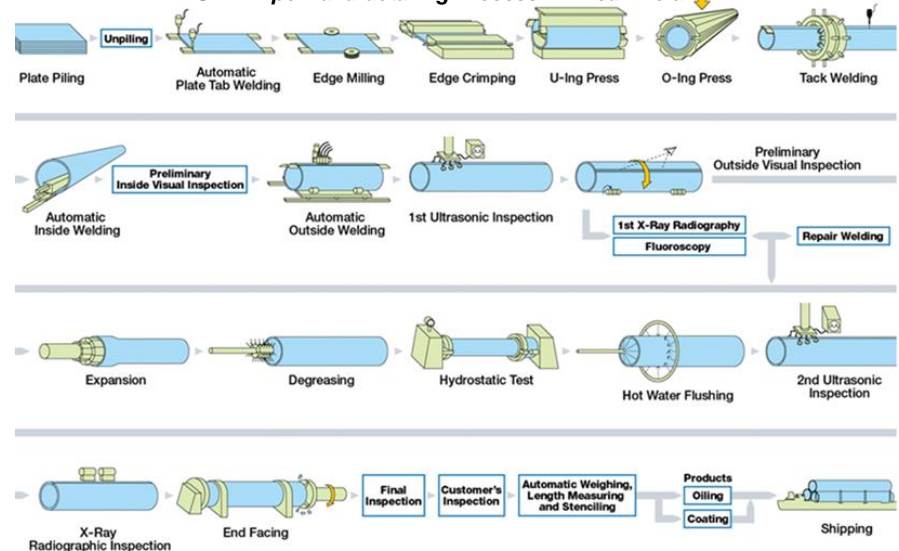 Plate Piling
Unpiling
Automatic
Plate Tab Welding
Edge Milling
Edge Crimping
U-Ing Press
O-Ing Press
Tack Welding
Automatic
Inside Welding
Preliminary
Inside Visual Inspection
Automatic
Outside Welding
1st Ultrasonic Inspection
Preliminary
Outside Visual Inspection
1st X-Ray Radiography
Fluoroscopy
Repair Welding
Expansion
Degreasing
Hydrostatic Test
Hot Water Flushing
2nd Ultrasonic
Inspection
X-Ray
Radiographic Inspection
End Facing
Final
Inspection
Customer's
Inspection
Automatic Weighing,
Length Measuring
and Stenciling
Products
Oiling
Coating
Shipping